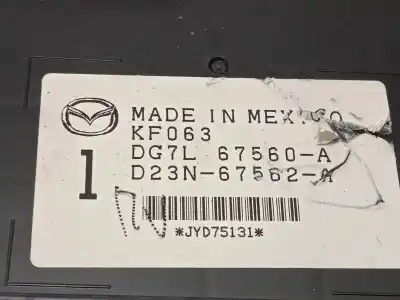 MADE IN MEXICO
KF063
DG7L 67560-A
1 D23N-67562-A
*JYD75131*